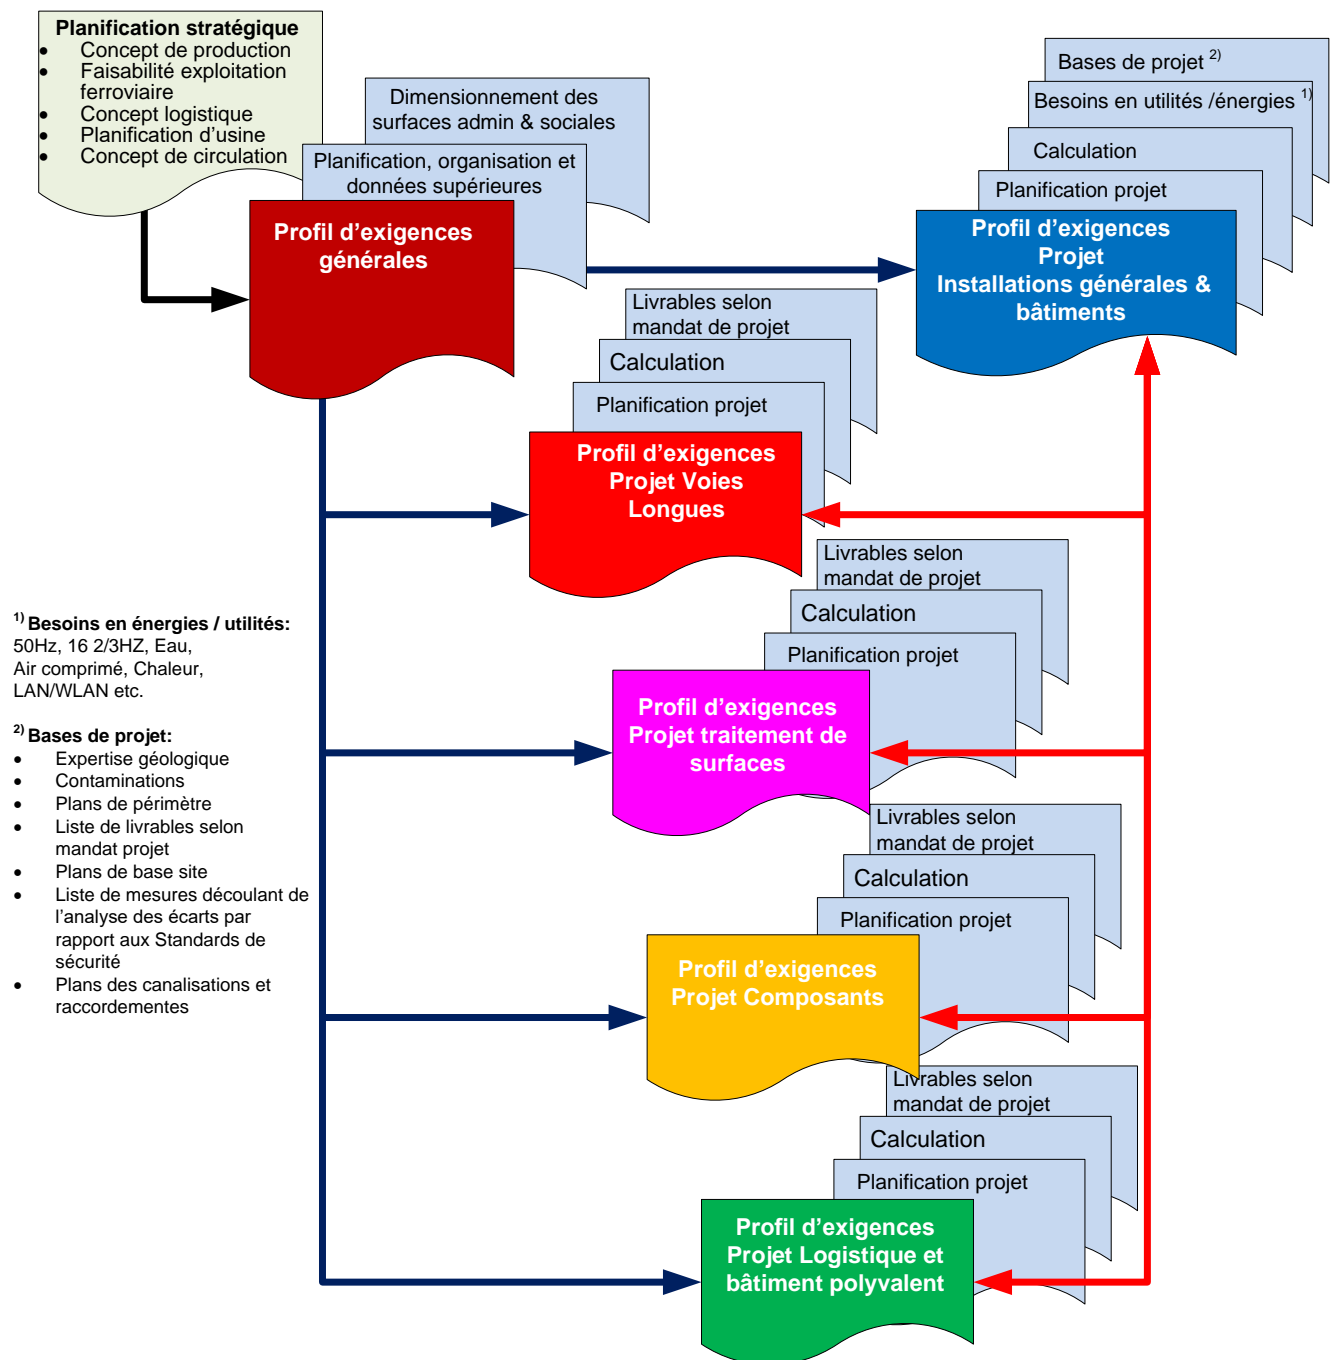 Planification stratégique
• Concept de production
• Faisabilité exploitation
ferroviaire
• Concept logistique
• Planification d'usine
• Concept de circulation
Dimensionnement des
surfaces admin & sociales
Planification, organisation et
données supérieures
Profil d'exigences
générales
Bases de projet 2)
Besoins en utilités /énergies 1)
Calculation
Planification projet
Profil d'exigences
Projet
Installations générales &
bâtiments
Livrables selon
mandat de projet
Calculation
Planification projet
Profil d'exigences
Projet Voies
Longues
Livrables selon
mandat de projet
Calculation
Planification projet
Profil d'exigences
Projet traitement de
surfaces
1) Besoins en énergies / utilités:
50Hz, 16 2/3HZ, Eau,
Air comprimé, Chaleur,
LAN/WLAN etc.
2) Bases de projet:
• Expertise géologique
• Contaminations
• Plans de périmètre
• Liste de livrables selon
mandat projet
• Plans de base site
• Liste de mesures découlant de
l'analyse des écarts par
rapport aux Standards de
sécurité
• Plans des canalisations et
raccordementes
Livrables selon
mandat de projet
Calculation
Planification projet
Profil d'exigences
Projet Composants
Livrables selon
mandat de projet
Calculation
Planification projet
Profil d'exigences
Projet Logistique et
bâtiment polyvalent